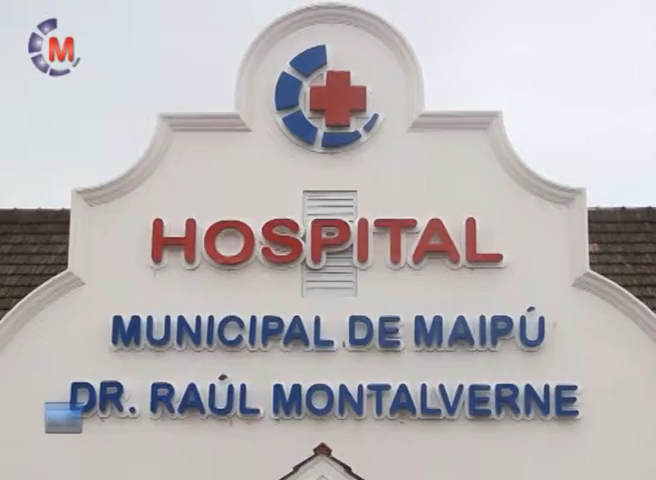 M
HOSPITAL
MUNICIPAL DE MAIPÚ
DR. RAÚL MONTALVERNE